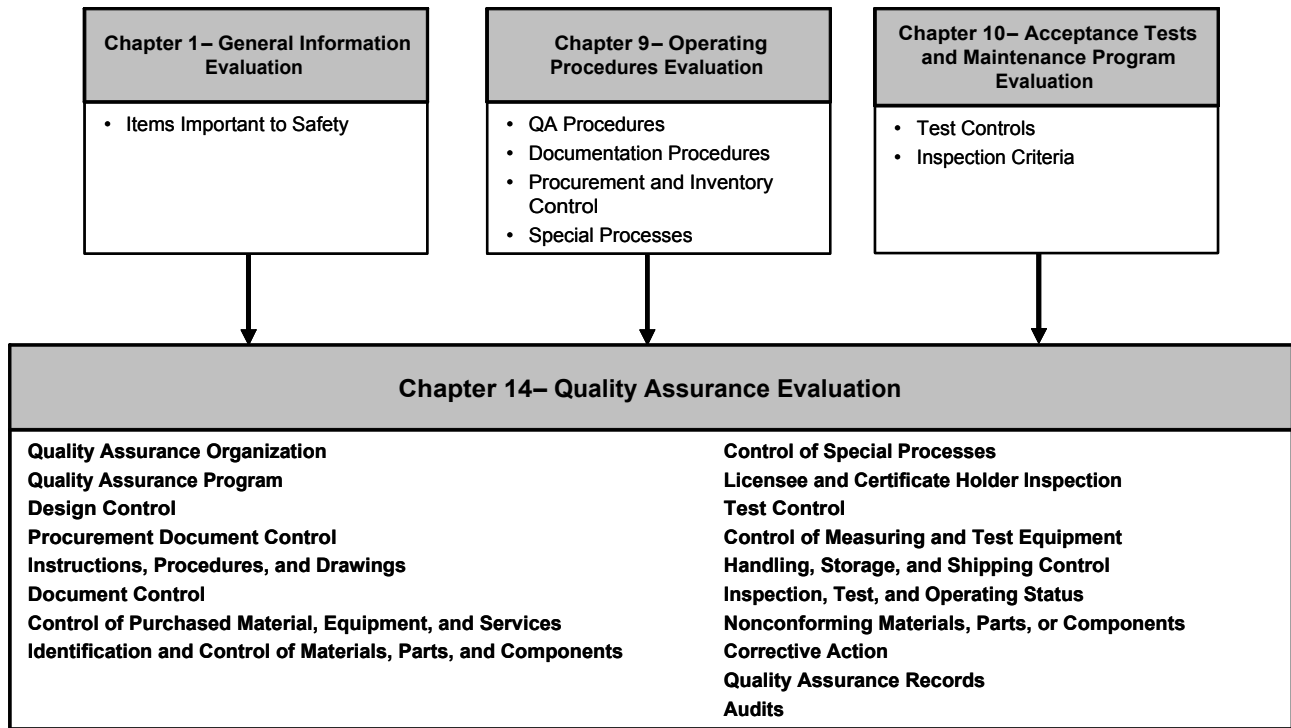 Chapter 1– General Information
Evaluation
• Items Important to Safety
Chapter 9– Operating
Procedures Evaluation
• QA Procedures
• Documentation Procedures
• Procurement and Inventory
Control
• Special Processes
Chapter 10– Acceptance Tests
and Maintenance Program
Evaluation
• Test Controls
• Inspection Criteria
Chapter 14– Quality Assurance Evaluation
Quality Assurance Organization
Quality Assurance Program
Design Control
Procurement Document Control
Instructions, Procedures, and Drawings
Document Control
Control of Purchased Material, Equipment, and Services
Identification and Control of Materials, Parts, and Components
Control of Special Processes
Licensee and Certificate Holder Inspection
Test Control
Control of Measuring and Test Equipment
Handling, Storage, and Shipping Control
Inspection, Test, and Operating Status
Nonconforming Materials, Parts, or Components
Corrective Action
Quality Assurance Records
Audits